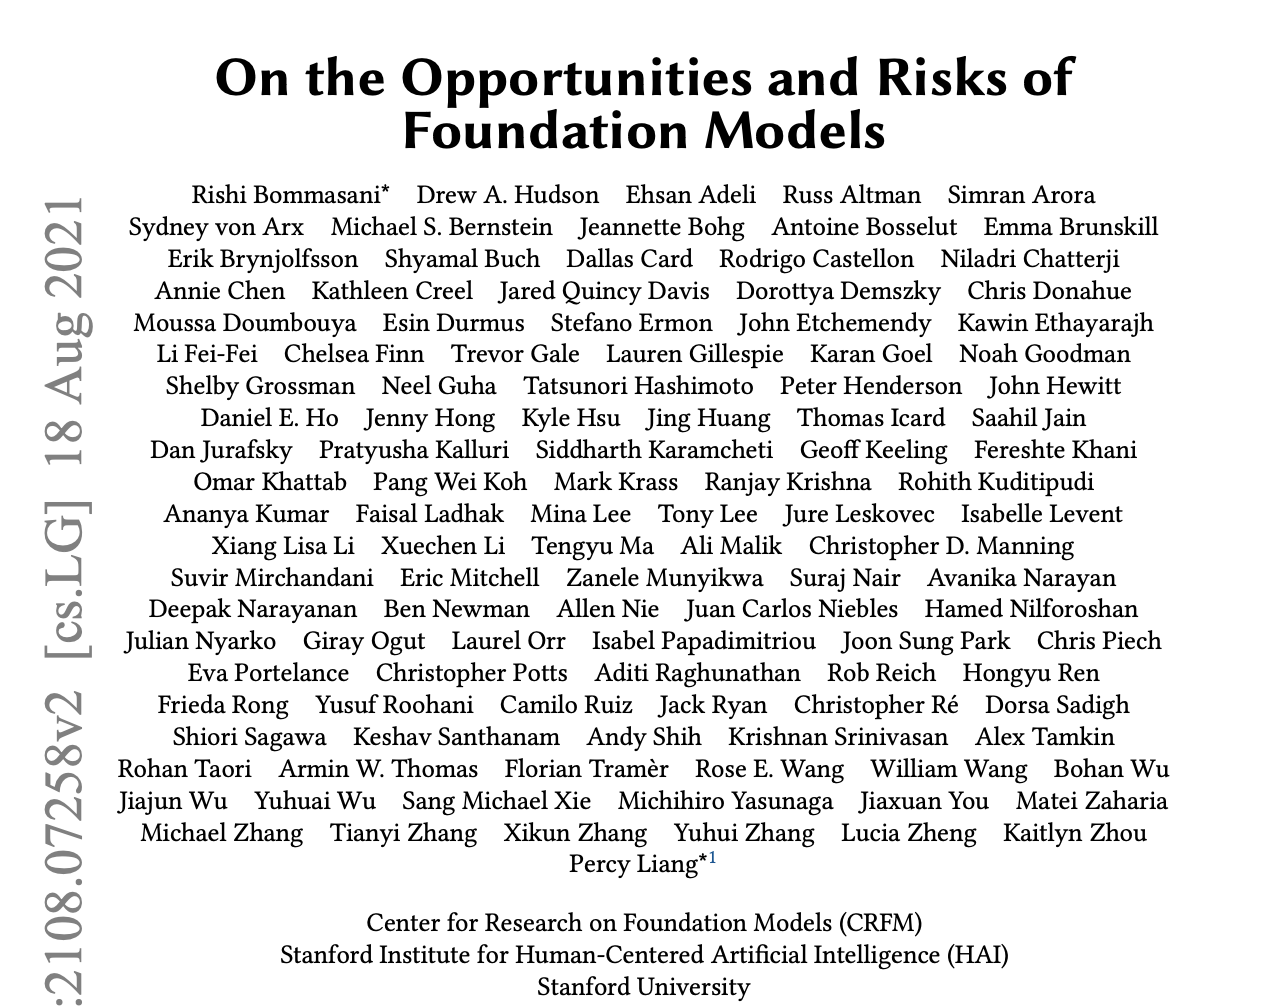 On the Opportunities and Risks of
Foundation Models
Rishi Bommasani* Drew A. Hudson Ehsan Adeli Russ Altman Simran Arora
Sydney von Arx Michael S. Bernstein Jeannette Bohg Antoine Bosselut Emma Brunskill
Erik Brynjolfsson Shyamal Buch Dallas Card Rodrigo Castellon Niladri Chatterji
Annie Chen Kathleen Creel Jared Quincy Davis Dorottya Demszky Chris Donahue
Moussa Doumbouya Esin Durmus Stefano Ermon John Etchemendy Kawin Ethayarajh
Li Fei-Fei Chelsea Finn Trevor Gale Lauren Gillespie Karan Goel Noah Goodman
Shelby Grossman Neel Guha Tatsunori Hashimoto Peter Henderson John Hewitt
Daniel E. Ho Jenny Hong Kyle Hsu Jing Huang Thomas Icard Saahil Jain
Dan Jurafsky Pratyusha Kalluri Siddharth Karamcheti Geoff Keeling Fereshte Khani
Omar Khattab Pang Wei Koh Mark Krass Ranjay Krishna Rohith Kuditipudi
Ananya Kumar Faisal Ladhak Mina Lee Tony Lee Jure Leskovec Isabelle Levent
Xiang Lisa Li Xuechen Li Tengyu Ma Ali Malik Christopher D. Manning
Suvir Mirchandani Eric Mitchell Zanele Munyikwa Suraj Nair Avanika Narayan
Deepak Narayanan Ben Newman Allen Nie Juan Carlos Niebles Hamed Nilforoshan
Julian Nyarko Giray Ogut Laurel Orr Isabel Papadimitriou Joon Sung Park Chris Piech
Eva Portelance Christopher Potts Aditi Raghunathan Rob Reich Hongyu Ren
Frieda Rong Yusuf Roohani Camilo Ruiz Jack Ryan Christopher Ré Dorsa Sadigh
Shiori Sagawa Keshav Santhanam Andy Shih Krishnan Srinivasan Alex Tamkin
Rohan Taori Armin W. Thomas Florian Tramèr Rose E. Wang William Wang Bohan Wu
Jiajun Wu Yuhuai Wu Sang Michael Xie Michihiro Yasunaga Jiaxuan You Matei Zaharia
Michael Zhang Tianyi Zhang Xikun Zhang Yuhui Zhang Lucia Zheng Kaitlyn Zhou
Percy Liang*1
Center for Research on Foundation Models (CRFM)
Stanford Institute for Human-Centered Artificial Intelligence (HAI)
Stanford University
:2108.07258v2 [cs.LG] 18 Aug 2021